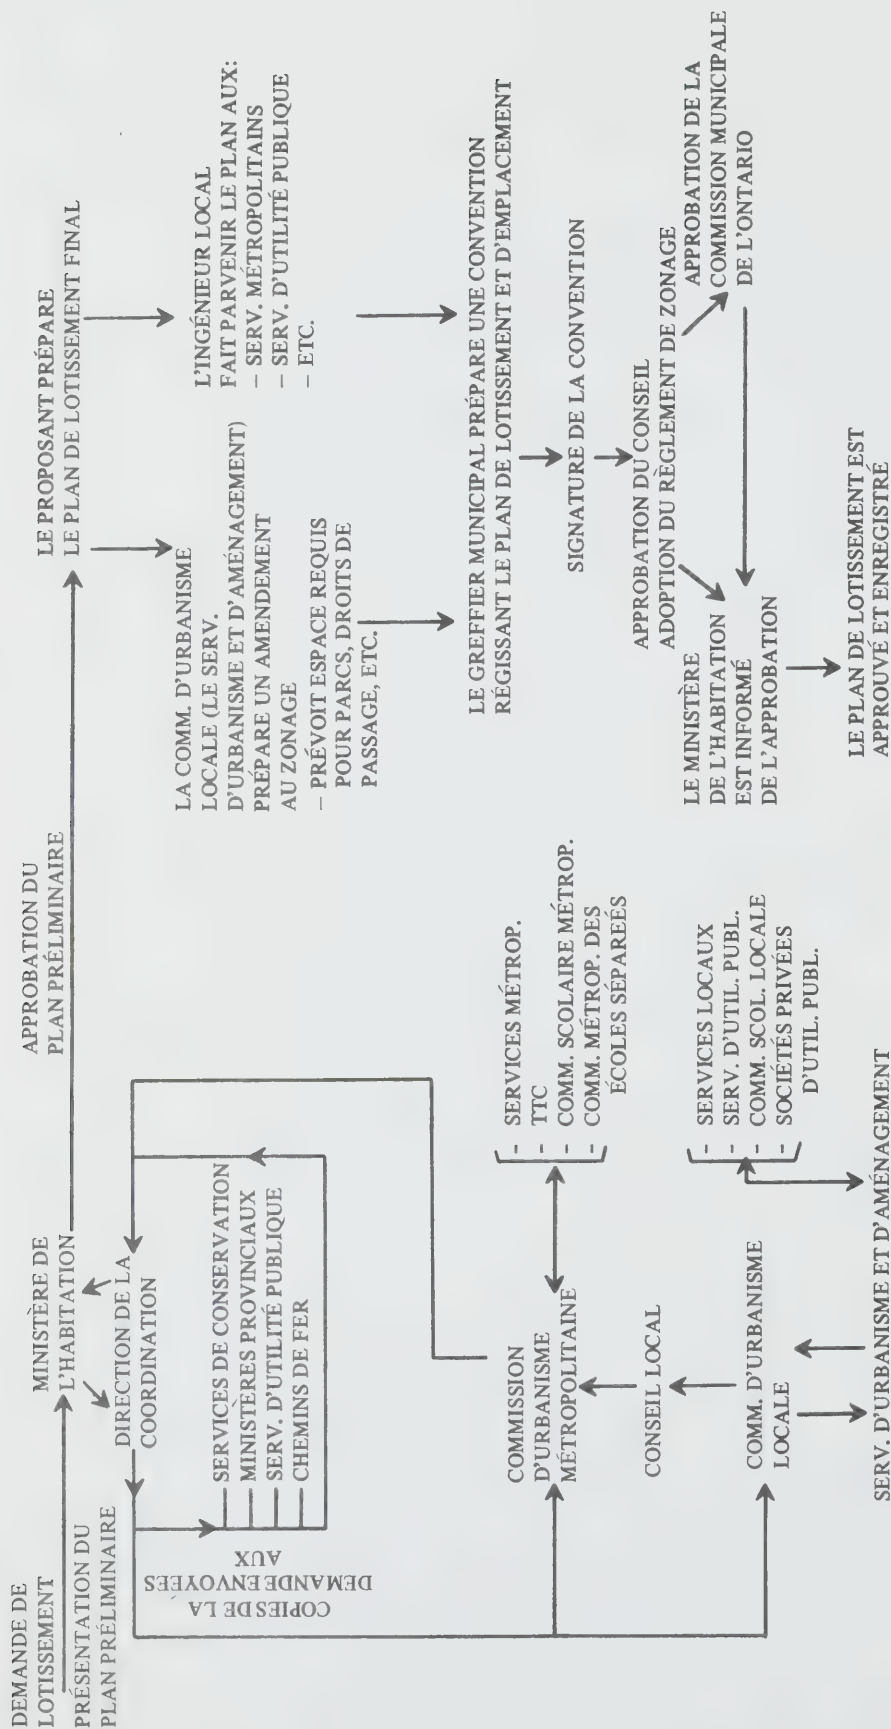 DEMANDE DE
LOTISSEMENT
PRÉSENTATION DU
PLAN PRÉLIMINAIRE
MINISTÈRE DE
L'HABITATION
DIRECTION DE LA
COORDINATION
COPIES DE LA
DEMANDE ENVOYÉES
AUX
SERVICES DE CONSERVATION
MINISTÈRES PROVINCIAUX
SERV. D'UTILITÉ PUBLIQUE
CHEMINS DE FER
COMMISSION
D'URBANISME
MÉTROPOLITAINE
CONSEIL LOCAL
COMM. D'URBANISME
LOCALE
SERV. D'URBANISME ET D'AMÉNAGEMENT
- SERVICES MÉTROP.
- TTC
- COMM. SCOLAIRE MÉTROP.
- COMM. MÉTROP. DES
ÉCOLES SÉPAREÉS
- SERVICES LOCAUX
- SERV. D'UTIL. PUBL.
- COMM. SCOL. LOCALE
- SOCIÉTÉS PRIVÉES
D'UTIL. PUBL.
APPROBATION DU
PLAN PRÉLIMINAIRE
LE PROPOSANT PRÉPARE
LE PLAN DE LOTISSEMENT FINAL
LA COMM. D'URBANISME
LOCALE (LE SERV.
D'URBANISME ET D'AMÉNAGEMENT)
PRÉPARE UN AMENDEMENT
AU ZONAGE
– PRÉVOIT ESPACE REQUIS
POUR PARCS, DROITS DE
PASSAGE, ETC.
L'INGÉNIEUR LOCAL
FAIT PARVENIR LE PLAN AUX:
– SERV. MÉTROPOLITAINS
– SERV. D'UTILITÉ PUBLIQUE
– ETC.
LE GREFFIER MUNICIPAL PRÉPARE UNE CONVENTION
RÉGISSANT LE PLAN DE LOTISSEMENT ET D'EMPLACEMENT
SIGNATURE DE LA CONVENTION
APPROBATION DU CONSEIL
ADOPTION DU RÈGLEMENT DE ZONAGE
LE MINISTÈRE
DE L'HABITATION
EST INFORMÉ
DE L'APPROBATION
APPROBATION DE LA
COMMISSION MUNICIPALE
DE L'ONTARIO
LE PLAN DE LOTISSEMENT EST
APPROUVÉ ET ENREGISTRÉ